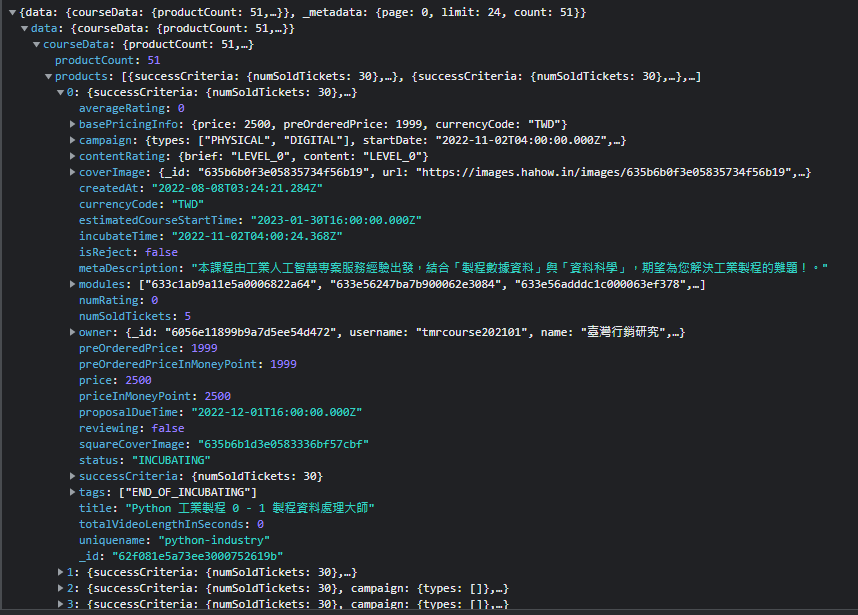 {data: {courseData: {productCount: 51,…}}, _metadata: {page: 0, limit: 24, count: 51}}
data: {courseData: {productCount: 51,…}}
courseData: {productCount: 51,…}
productCount: 51
products: [{successCriteria: {numSoldTickets: 30},…}, {successCriteria: {numSoldTickets: 30},…},…]
0: {successCriteria: {numSoldTickets: 30},…}
averageRating: 0
basePricingInfo: {price: 2500, preOrderedPrice: 1999, currencyCode: "TWD"}
campaign: {types: ["PHYSICAL", "DIGITAL"], startDate: "2022-11-02T04:00:00.000Z",…}
contentRating: {brief: "LEVEL_0", content: "LEVEL_0"}
coverImage: {_id: "635b6b0f3e05835734f56b19", url: "https://images.hahow.in/images/635b6b0f3e05835734f56b19",…}
createdAt: "2022-08-08T03:24:21.284Z"
currencyCode: "TWD"
estimatedCourseStartTime: "2023-01-30T16:00:00.000Z"
incubateTime: "2022-11-02T04:00:24.368Z"
isReject: false
metaDescription: "本課程由工業人工智慧專案服務經驗出發，結合「製程數據資料」與「資料科學」，期望為您解決工業製程的難題！。"
modules: ["633c1ab9a11e5a0006822a64", "633e56247ba7b900062e3084", "633e56adddc1c000063ef378",…]
numRating: 0
numSoldTickets: 5
owner: {_id: "6056e11899b9a7d5ee54d472", username: "tmrcourse202101", name: "臺灣行銷研究",…}
preOrderedPrice: 1999
preOrderedPriceInMoneyPoint: 1999
price: 2500
priceInMoneyPoint: 2500
proposalDueTime: "2022-12-01T16:00:00.000Z"
reviewing: false
squareCoverImage: "635b6b1d3e0583336bf57cbf"
status: "INCUBATING"
successCriteria: {numSoldTickets: 30}
tags: ["END_OF_INCUBATING"]
title: "Python 工業製程 0 - 1 製程資料處理大師"
totalVideoLengthInSeconds: 0
uniquename: "python-industry"
_id: "62f081e5a73ee3000752619b"
1: {successCriteria: {numSoldTickets: 30},…}
2: {successCriteria: {numSoldTickets: 30}, campaign: {types: []},…}
3: {successCriteria: {numSoldTickets: 30}, campaign: {types: []},…}